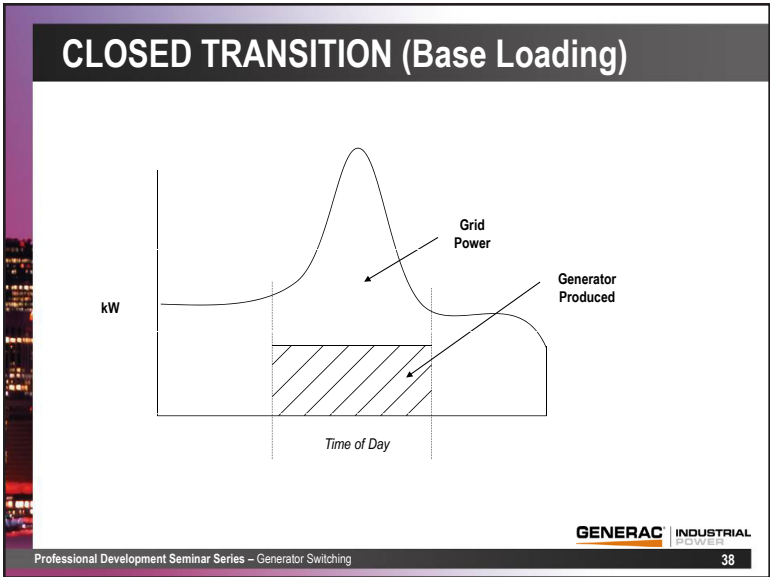 CLOSED TRANSITION (Base Loading)
Grid
Power
Generator
Produced
kW
Time of Day
GENERAC INDUSTRIAL
POWER
Professional Development Seminar Series – Generator Switching
38